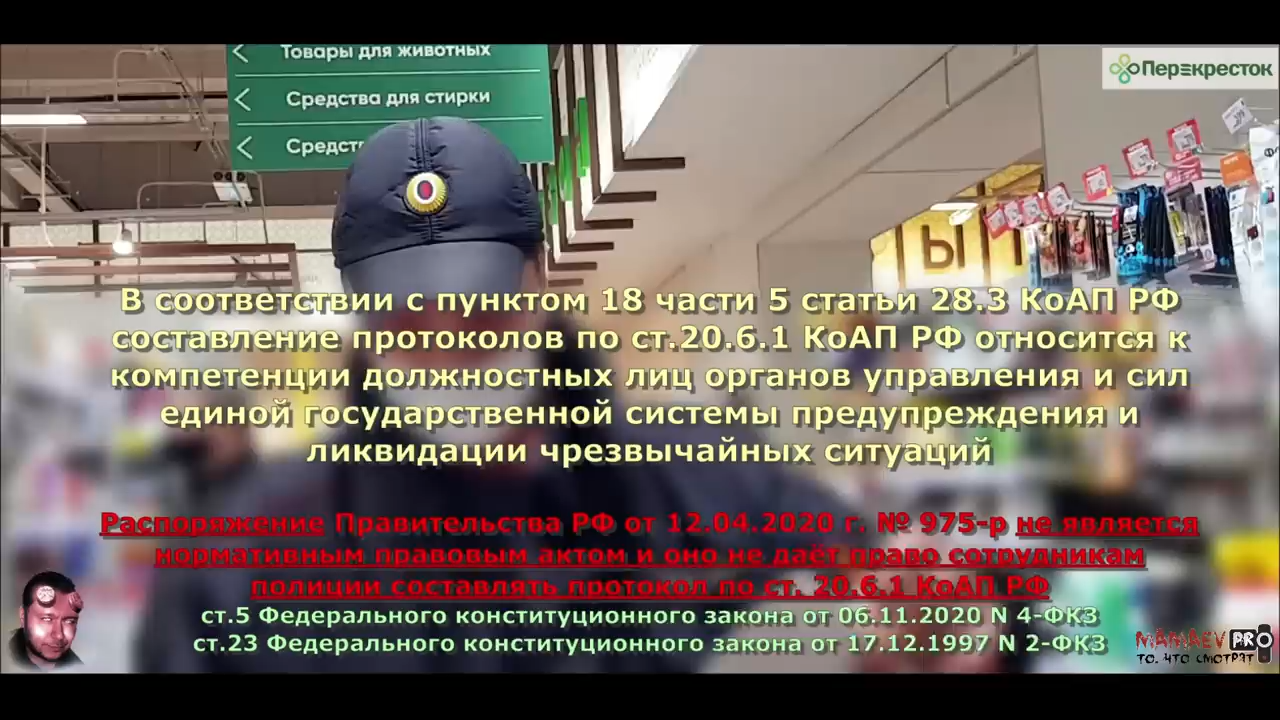 Товары для животных
Средства для стирки
Средст
Перекресток
Ы
В соответствии с пунктом 18 части 5 статьи 28.3 КоАП РФ
составление протоколов по ст.20.6.1 КоАП РФ относится к
компетенции должностных лиц органов управления и сил
единой государственной системы предупреждения и
ликвидации чрезвычайных ситуаций
Распоряжение Правительства РФ от 12.04.2020 г. № 975-р не является
нормативным правовым актом и оно не даёт право сотрудникам
полиции составлять протокол по ст. 20.6.1 КоАП РФ
ст.5 Федерального конституционного закона от 06.11.2020 N 4-ФКЗ
ст.23 Федерального конституционного закона от 17.12.1997 N 2-ФКЗ
MAMAEV PRO
ТО, ЧТО СМОТРЯТ